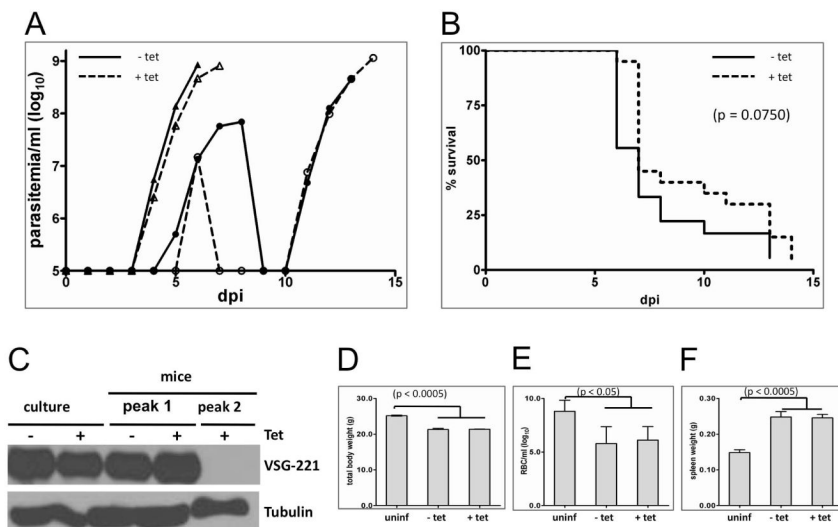 A
- tet
+ tet
parasitemia/ml (log10)
9
8
7
6
5
0
5
10
15
dpi
B
- tet
+ tet
(p = 0.0750)
% survival
100
75
50
25
0
0
5
10
15
dpi
C
mice
culture
peak 1
peak 2
- + - + + Tet
VSG-221
Tubulin
D
(p < 0.0005)
total body weight (g)
30.0
20.0
10.0
0.0
uninf - tet + tet
E
(p < 0.05)
RBC/ml (log10)
10.0
5.0
0.0
uninf - tet + tet
F
(p < 0.0005)
spleen weight (g)
0.30
0.20
0.10
0.00
uninf - tet + tet